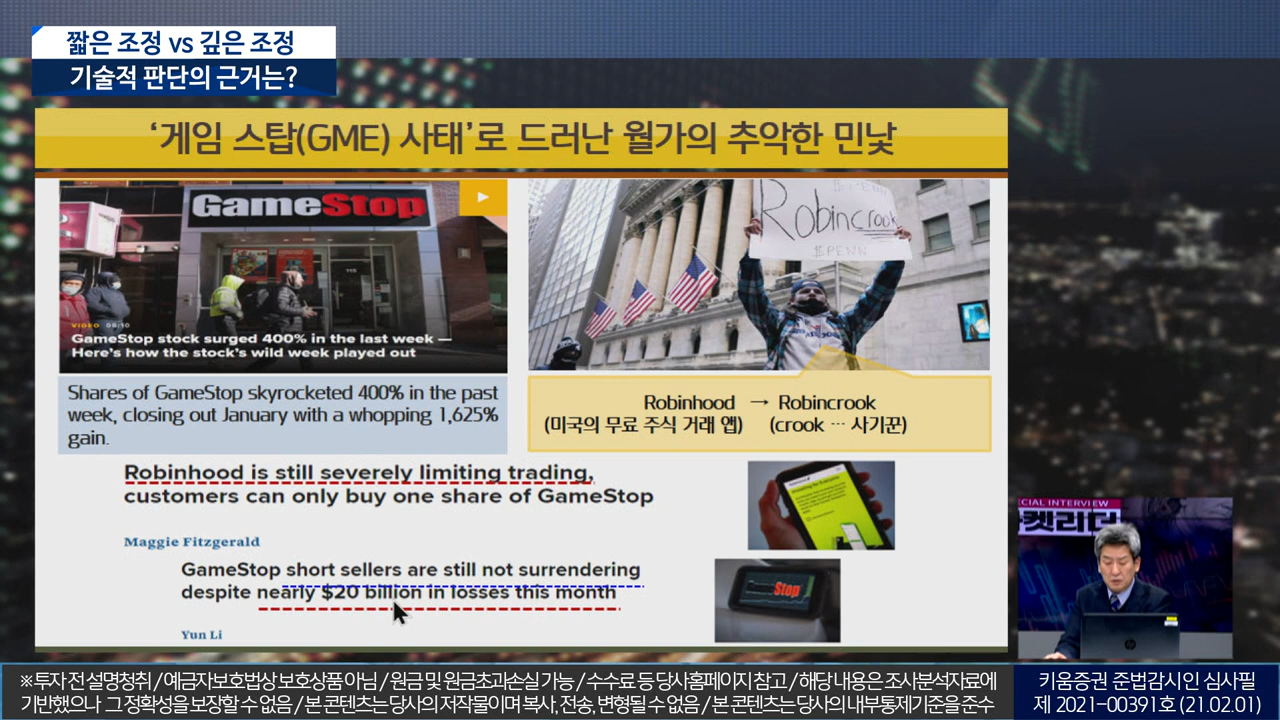 짧은 조정 vs 깊은 조정
기술적 판단의 근거는?
‘게임 스탑(GME) 사태’로 드러난 월가의 추악한 민낯
GameStop
115
VIDEO 05:10
GameStop stock surged 400% in the last week —
Here's how the stock's wild week played out
Robincrook
$PENN
Shares of GameStop skyrocketed 400% in the past
week, closing out January with a whopping 1,625%
gain.
Robinhood → Robincrook
(미국의 무료 주식 거래 앱) (crook … 사기꾼)
Robinhood is still severely limiting trading,
customers can only buy one share of GameStop
Maggie Fitzgerald
GameStop short sellers are still not surrendering
despite nearly $20 billion in losses this month
Yun Li
Stop
CIAL INTERVIEW
켓리더
hp
※ 투자 전 설명청취 / 예금자보호법상 보호상품 아님 / 원금 및 원금초과손실 가능 / 수수료 등 당사홈페이지 참고 / 해당 내용은 조사분석자료에
기반했으나 그 정확성을 보장할 수 없음 / 본 콘텐츠는 당사의 저작물이며 복사, 전송, 변형될 수 없음 / 본 콘텐츠는 당사의 내부통제기준을 준수
키움증권 준법감시인 심사필
제 2021-00391호 (21.02.01)